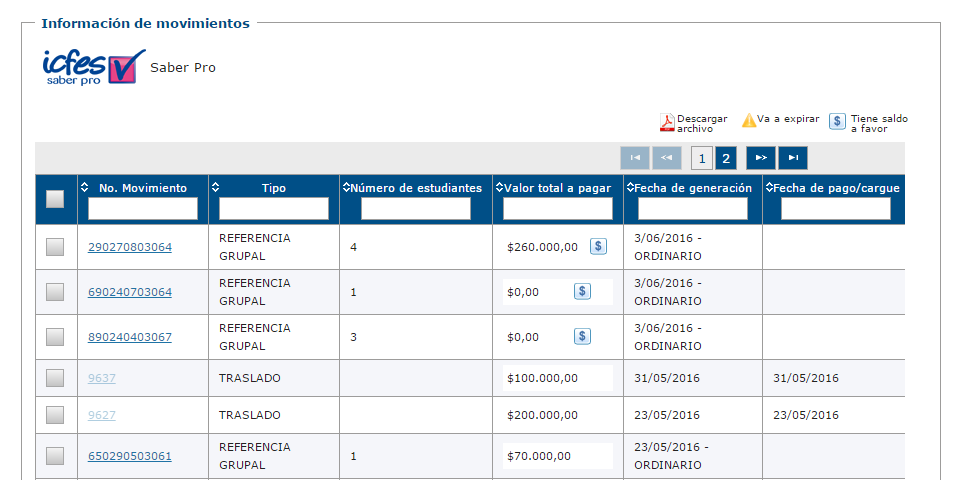 Información de movimientos
icfes
saber pro
Saber Pro
Descargar archivo
Va a expirar
$ Tiene saldo a favor
1 2
No. Movimiento Tipo Número de estudiantes Valor total a pagar Fecha de generación Fecha de pago/cargue
290270803064 REFERENCIA GRUPAL 4 $260.000,00 $ 3/06/2016 - ORDINARIO
690240703064 REFERENCIA GRUPAL 1 $0,00 $ 3/06/2016 - ORDINARIO
890240403067 REFERENCIA GRUPAL 3 $0,00 $ 3/06/2016 - ORDINARIO
9637 TRASLADO $100.000,00 31/05/2016 31/05/2016
9627 TRASLADO $200.000,00 23/05/2016 23/05/2016
650290503061 REFERENCIA GRUPAL 1 $70.000,00 23/05/2016 - ORDINARIO